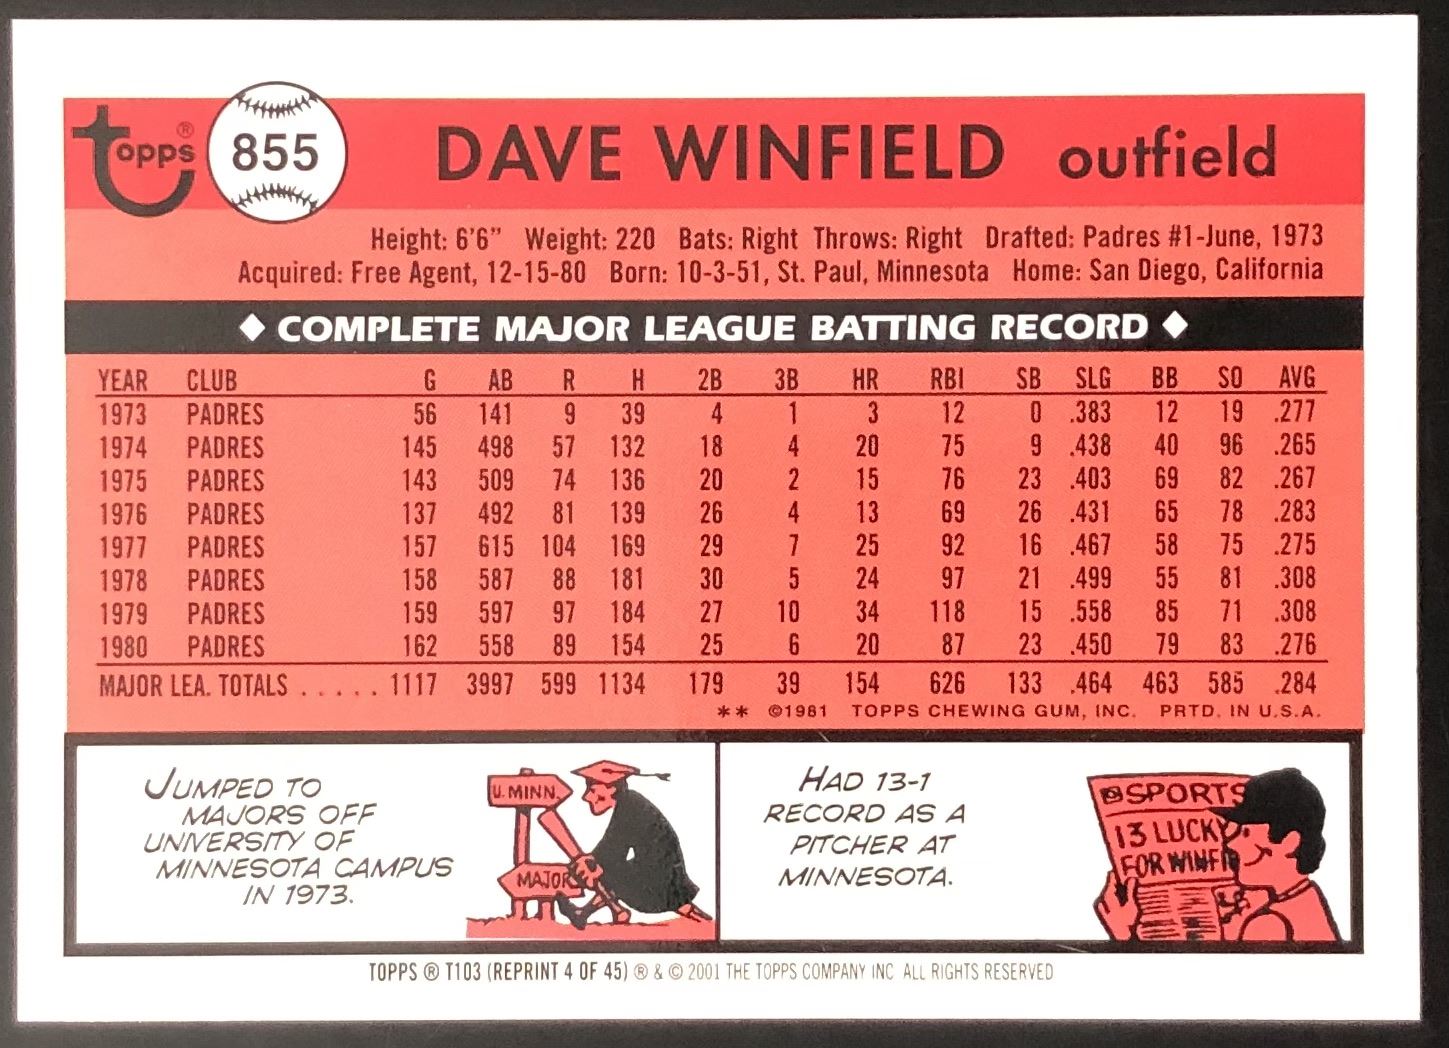 topps ® 855 DAVE WINFIELD outfield
Height: 6'6" Weight: 220 Bats: Right Throws: Right Drafted: Padres #1-June, 1973
Acquired: Free Agent, 12-15-80 Born: 10-3-51, St. Paul, Minnesota Home: San Diego, California
◆ COMPLETE MAJOR LEAGUE BATTING RECORD ◆
YEAR CLUB G AB R H 2B 3B HR RBI SB SLG BB SO AVG
1973 PADRES 56 141 9 39 4 1 3 12 0 .383 12 19 .277
1974 PADRES 145 498 57 132 18 4 20 75 9 .438 40 96 .265
1975 PADRES 143 509 74 136 20 2 15 76 23 .403 69 82 .267
1976 PADRES 137 492 81 139 26 4 13 69 26 .431 65 78 .283
1977 PADRES 157 615 104 169 29 7 25 92 16 .467 58 75 .275
1978 PADRES 158 587 88 181 30 5 24 97 21 .499 55 81 .308
1979 PADRES 159 597 97 184 27 10 34 118 15 .558 85 71 .308
1980 PADRES 162 558 89 154 25 6 20 87 23 .450 79 83 .276
MAJOR LEA. TOTALS ..... 1117 3997 599 1134 179 39 154 626 133 .464 463 585 .284
** ©1981 TOPPS CHEWING GUM, INC. PRTD. IN U.S.A.
JUMPED TO
MAJORS OFF
UNIVERSITY OF
MINNESOTA CAMPUS
IN 1973.
U. MINN.
MAJOR
HAD 13-1
RECORD AS A
PITCHER AT
MINNESOTA.
SPORTS
13 LUCKY
FOR WINFI
TOPPS ® T103 (REPRINT 4 OF 45) ® & © 2001 THE TOPPS COMPANY INC ALL RIGHTS RESERVED